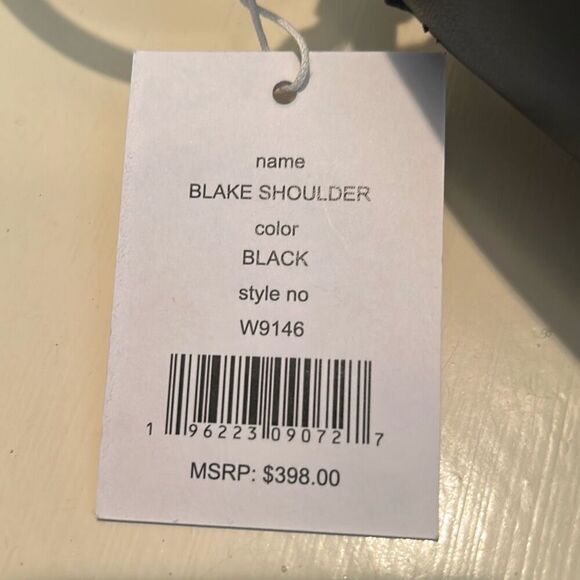 name
BLAKE SHOULDER
color
BLACK
style no
W9146
1 96223 09072 7
MSRP: $398.00